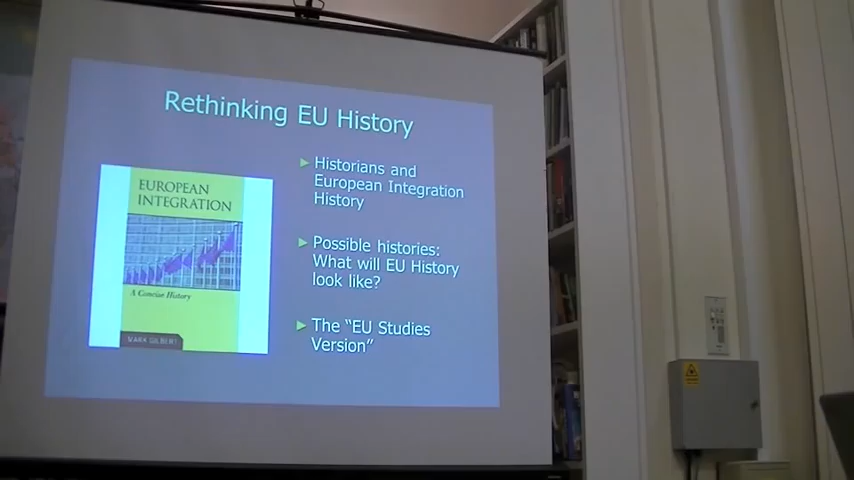 Rethinking EU History
EUROPEAN
INTEGRATION
A Concise History
MARK GILBERT
Historians and
European Integration
History
Possible histories:
What will EU History
look like?
The “EU Studies
Version”